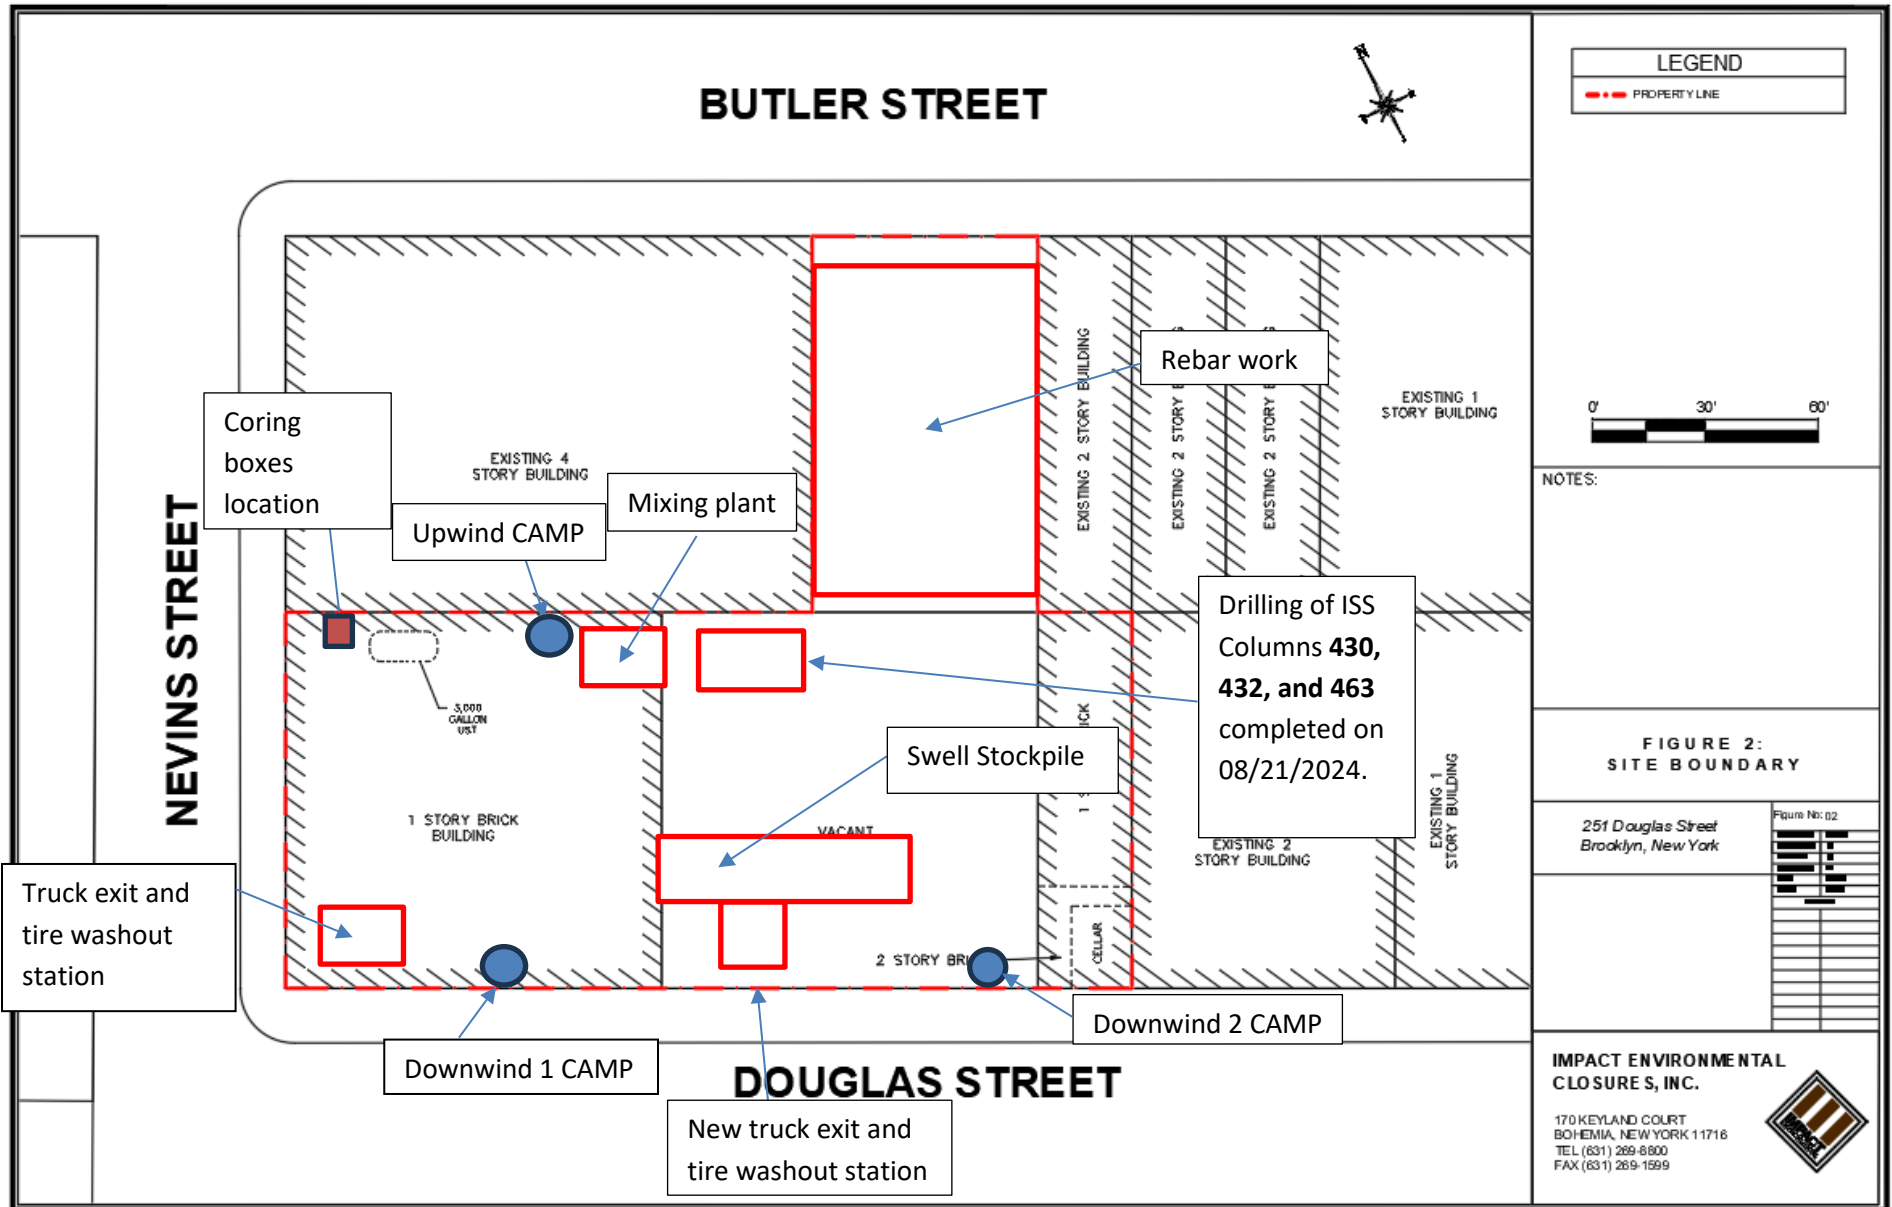 BUTLER STREET
N
LEGEND
PROPERTY LINE
0' 30' 60'
NOTES:
Rebar work
EXISTING 2 STORY BUILDING
EXISTING 2 STORY
EXISTING 2 STORY
EXISTING 1
STORY BUILDING
Coring
boxes
location
EXISTING 4
STORY BUILDING
Upwind CAMP
Mixing plant
NEVINS STREET
3,000
GALLON
UST
Drilling of ISS
Columns 430,
432, and 463
completed on
08/21/2024.
Swell Stockpile
1 STORY BRICK
BUILDING
VACANT
EXISTING 2
STORY BUILDING
EXISTING 1
STORY BUILDING
Truck exit and
tire washout
station
2 STORY
CELLAR
Downwind 1 CAMP
Downwind 2 CAMP
DOUGLAS STREET
New truck exit and
tire washout station
FIGURE 2:
SITE BOUNDARY
251 Douglas Street
Brooklyn, New York
Figure No: 02
IMPACT ENVIRONMENTAL
CLOSURES, INC.
170 KEYLAND COURT
BOHEMIA, NEW YORK 11716
TEL (631) 269-8800
FAX (631) 269-1599
IMPACT